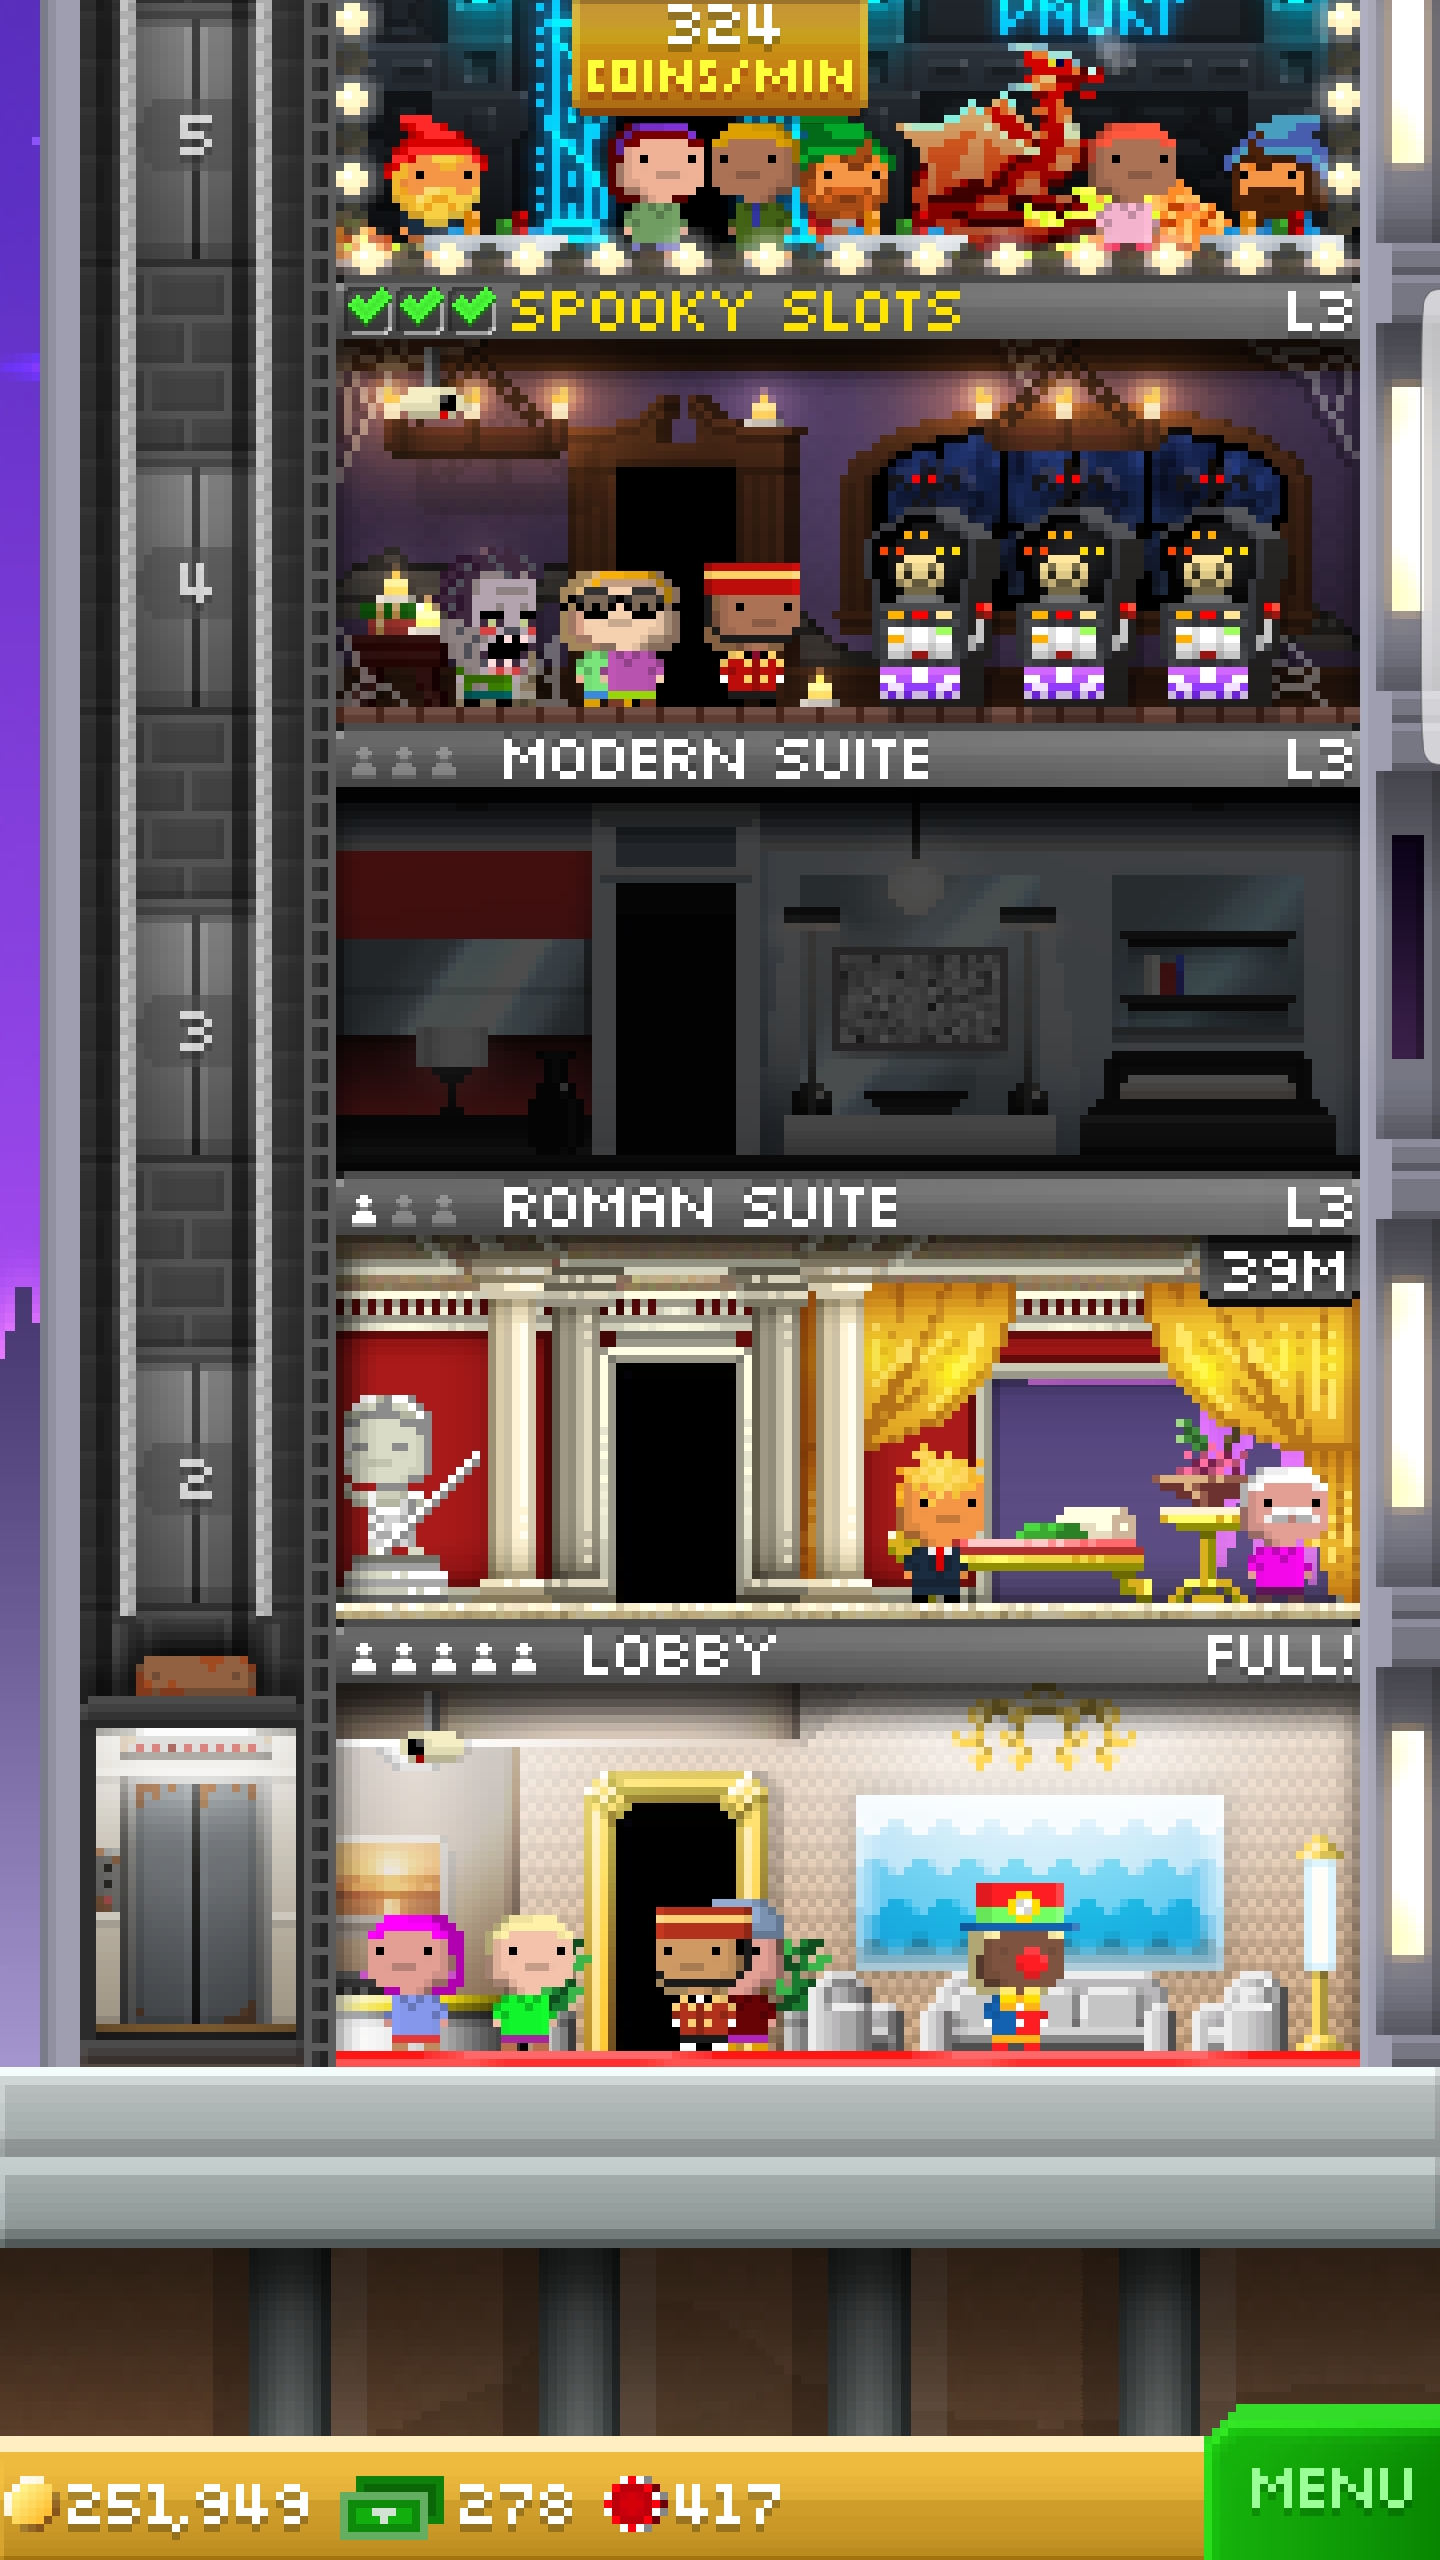 324
COINS/MIN
5
SPOOKY SLOTS L3
4
MODERN SUITE L3
3
ROMAN SUITE L3
39M
2
LOBBY FULL!
251,949 278 417
MENU